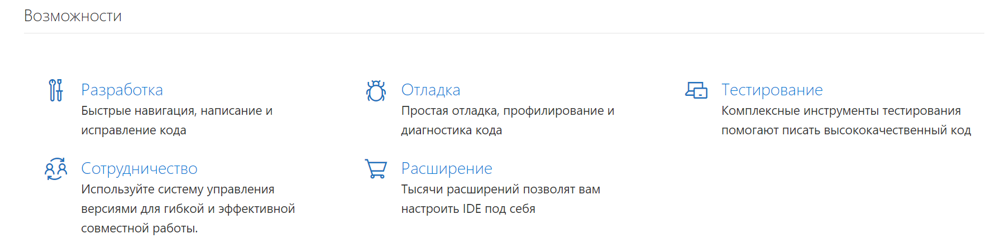 Возможности
Разработка
Быстрые навигация, написание и
исправление кода
Отладка
Простая отладка, профилирование и
диагностика кода
Тестирование
Комплексные инструменты тестирования
помогают писать высококачественный код
Сотрудничество
Используйте систему управления
версиями для гибкой и эффективной
совместной работы.
Расширение
Тысячи расширений позволят вам
настроить IDE под себя